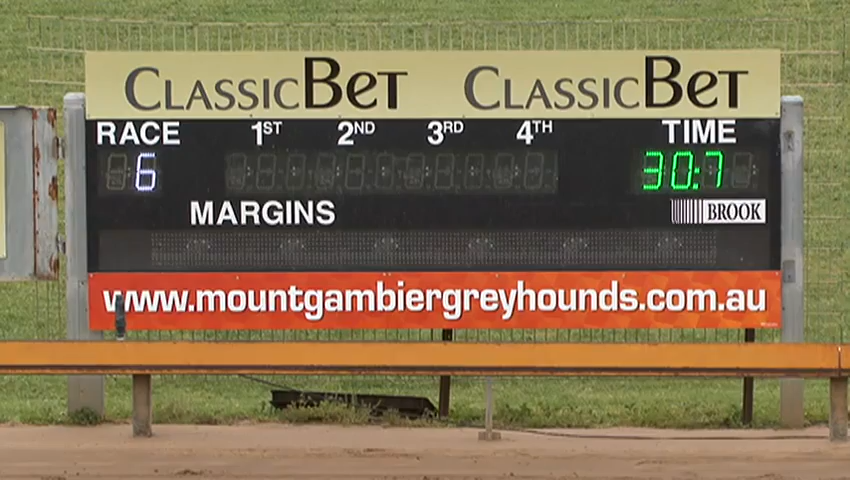 CLASSICBET CLASSICBET
RACE 1ST 2ND 3RD 4TH TIME
6 30:7
MARGINS BROOK
www.mountgambiergreyhounds.com.au